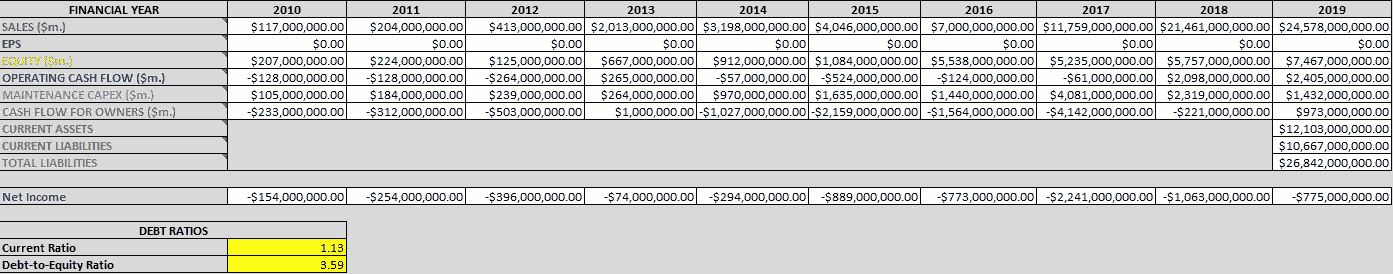 FINANCIAL YEAR 2010 2011 2012 2013 2014 2015 2016 2017 2018 2019
SALES ($m.) $117,000,000.00 $204,000,000.00 $413,000,000.00 $2,013,000,000.00 $3,198,000,000.00 $4,046,000,000.00 $7,000,000,000.00 $11,759,000,000.00 $21,461,000,000.00 $24,578,000,000.00
EPS $0.00 $0.00 $0.00 $0.00 $0.00 $0.00 $0.00 $0.00 $0.00 $0.00
EQUITY ($m.) $207,000,000.00 $224,000,000.00 $125,000,000.00 $667,000,000.00 $912,000,000.00 $1,084,000,000.00 $5,538,000,000.00 $5,235,000,000.00 $5,757,000,000.00 $7,467,000,000.00
OPERATING CASH FLOW ($m.) -$128,000,000.00 -$128,000,000.00 -$264,000,000.00 $265,000,000.00 -$57,000,000.00 -$524,000,000.00 -$124,000,000.00 -$61,000,000.00 $2,098,000,000.00 $2,405,000,000.00
MAINTENANCE CAPEX ($m.) $105,000,000.00 $184,000,000.00 $239,000,000.00 $264,000,000.00 $970,000,000.00 $1,635,000,000.00 $1,440,000,000.00 $4,081,000,000.00 $2,319,000,000.00 $1,432,000,000.00
CASH FLOW FOR OWNERS ($m.) -$233,000,000.00 -$312,000,000.00 -$503,000,000.00 $1,000,000.00 -$1,027,000,000.00 -$2,159,000,000.00 -$1,564,000,000.00 -$4,142,000,000.00 -$221,000,000.00 $973,000,000.00
CURRENT ASSETS $12,103,000,000.00
CURRENT LIABILITIES $10,667,000,000.00
TOTAL LIABILITIES $26,842,000,000.00
Net Income -$154,000,000.00 -$254,000,000.00 -$396,000,000.00 -$74,000,000.00 -$294,000,000.00 -$889,000,000.00 -$773,000,000.00 -$2,241,000,000.00 -$1,063,000,000.00 -$775,000,000.00
DEBT RATIOS
Current Ratio 1.13
Debt-to-Equity Ratio 3.59